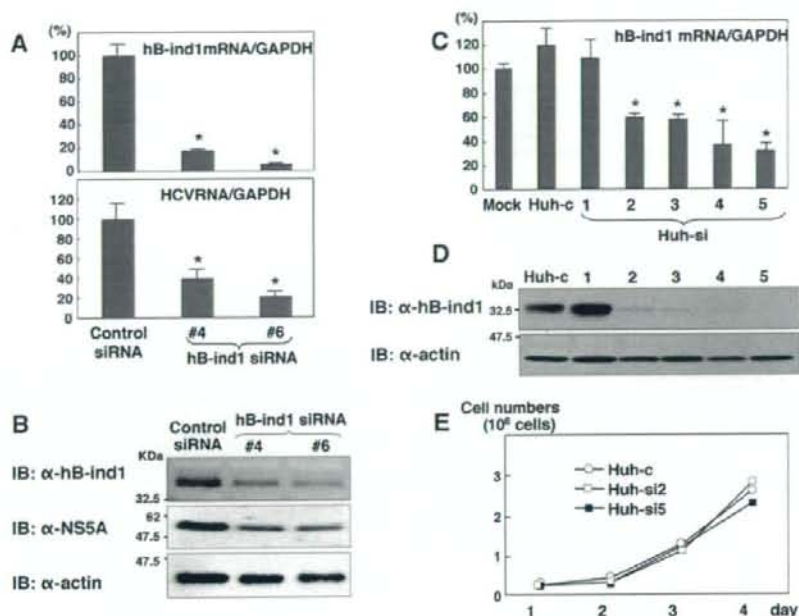 A
(%)
hB-ind1mRNA/GAPDH
100
80
60
40
20
0
*
*
HCVRNA/GAPDH
120
100
80
60
40
20
0
*
*
Control
siRNA
#4
#6
hB-ind1 siRNA
B
Control
siRNA
hB-ind1 siRNA
#4
#6
KDa
IB: α-hB-ind1
32.5
IB: α-NS5A
62
47.5
47.5
IB: α-actin
C
(%)
hB-ind1 mRNA/GAPDH
120
100
80
60
40
20
0
*
*
*
*
Mock
Huh-c
1
2
3
4
5
Huh-si
D
Huh-c
1
2
3
4
5
kDa
IB: α-hB-ind1
32.5
47.5
IB: α-actin
E
Cell numbers
(10⁶ cells)
3
2
1
0
Huh-c
Huh-si2
Huh-si5
1
2
3
4
day